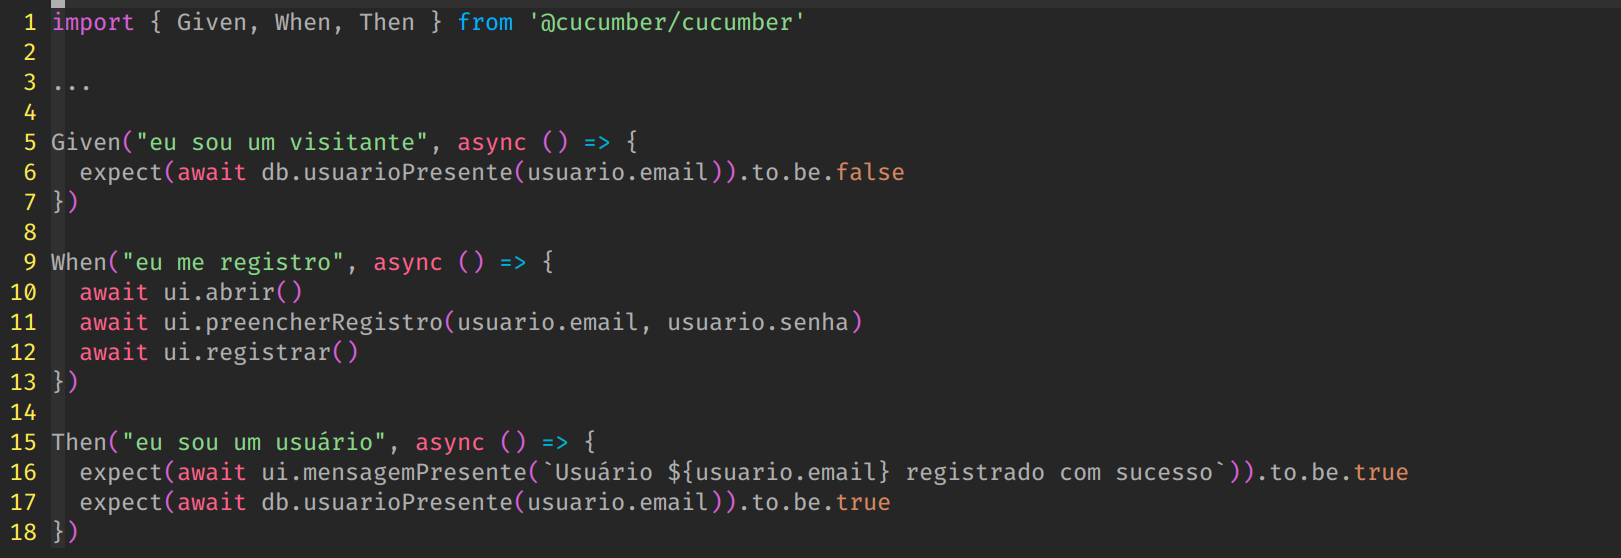 1 import { Given, When, Then } from '@cucumber/cucumber'
2
3 ...
4
5 Given("eu sou um visitante", async () => {
6   expect(await db.usuarioPresente(usuario.email)).to.be.false
7 })
8
9 When("eu me registro", async () => {
10   await ui.abrir()
11   await ui.preencherRegistro(usuario.email, usuario.senha)
12   await ui.registrar()
13 })
14
15 Then("eu sou um usuário", async () => {
16   expect(await ui.mensagemPresente(`Usuário ${usuario.email} registrado com sucesso`)).to.be.true
17   expect(await db.usuarioPresente(usuario.email)).to.be.true
18 })